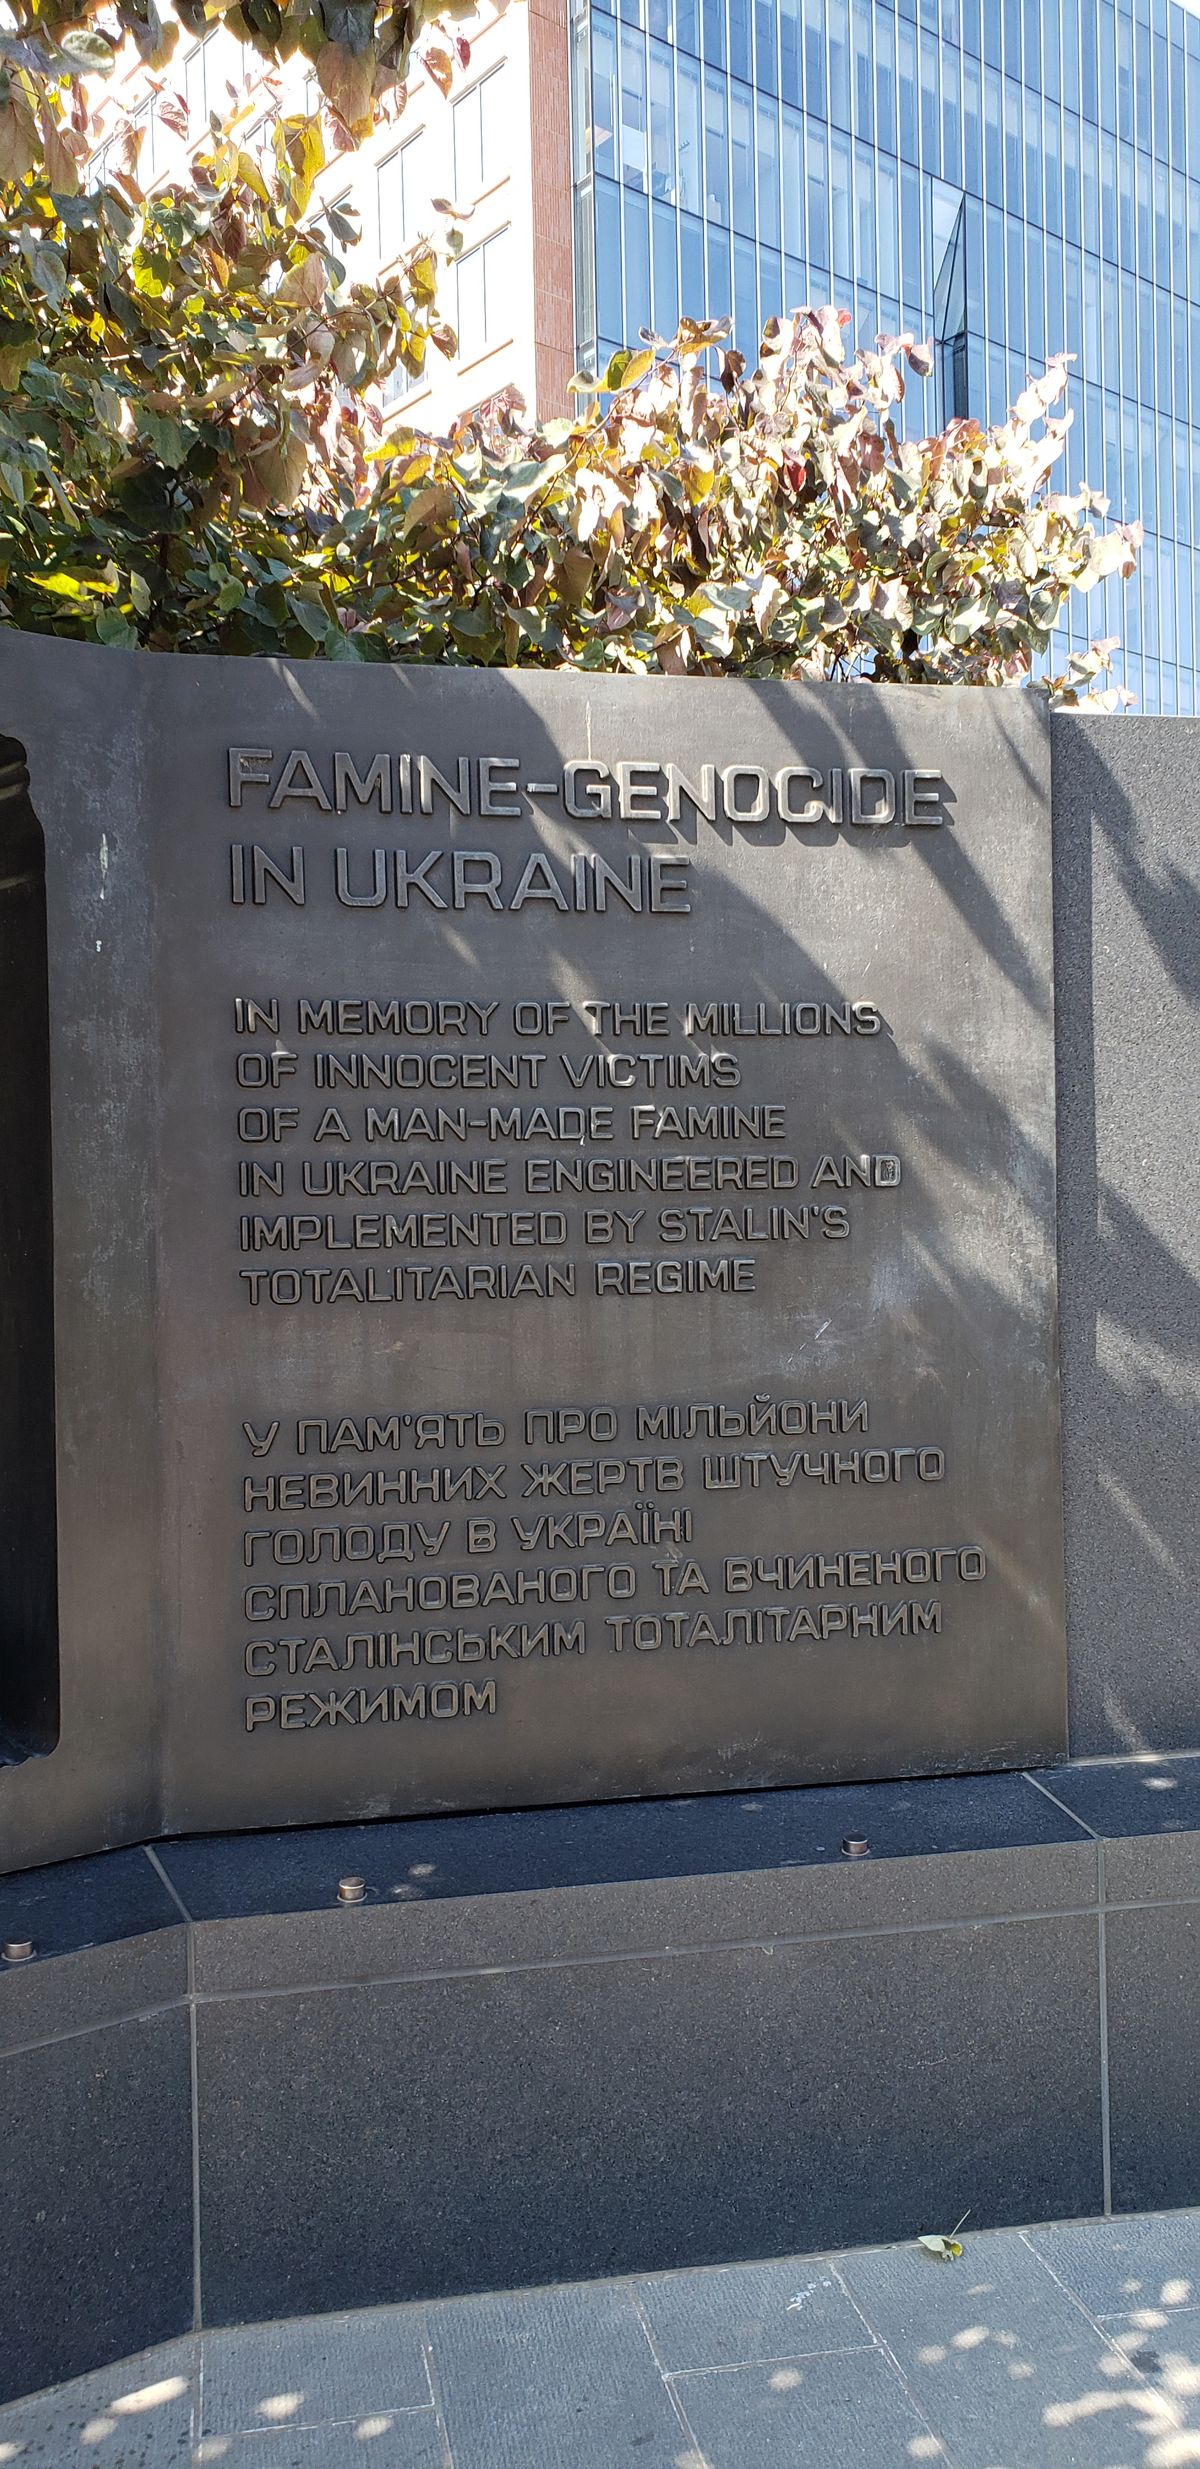 FAMINE-GENOCIDE
IN UKRAINE
IN MEMORY OF THE MILLIONS
OF INNOCENT VICTIMS
OF A MAN-MADE FAMINE
IN UKRAINE ENGINEERED AND
IMPLEMENTED BY STALIN'S
TOTALITARIAN REGIME
У ПАМ'ЯТЬ ПРО МІЛЬЙОНИ
НЕВИННИХ ЖЕРТВ ШТУЧНОГО
ГОЛОДУ В УКРАЇНІ
СПЛАНОВАНОГО ТА ВЧИНЕНОГО
СТАЛІНСЬКИМ ТОТАЛІТАРНИМ
РЕЖИМОМ